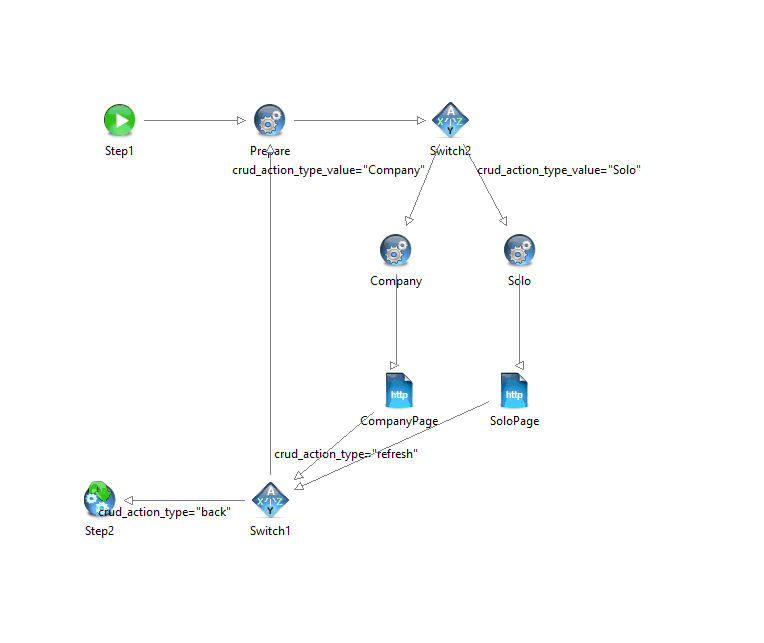 A
X Z
Y
Step1
Prepare
Switch2
crud_action_type_value="Company"
crud_action_type_value="Solo"
Company
Solo
http
http
CompanyPage
SoloPage
crud_action_type="refresh"
A
X Z
Y
crud_action_type="back"
Step2
Switch1